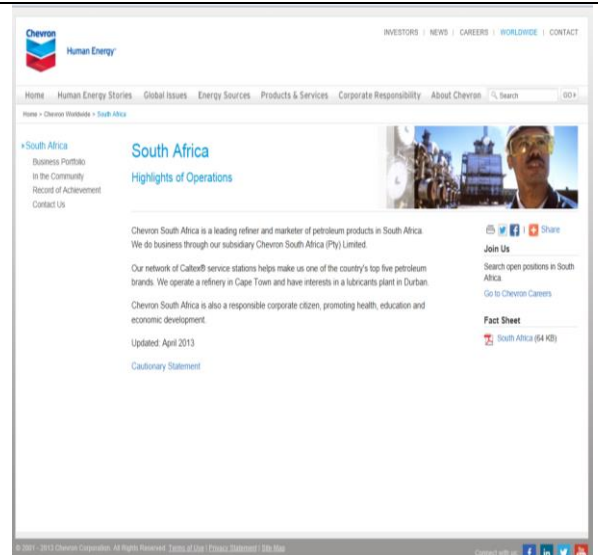 Chevron
Human Energy
INVESTORS | NEWS | CAREERS | WORLDWIDE | CONTACT
Home Human Energy Stories Global Issues Energy Sources Products & Services Corporate Responsibility About Chevron Search GO
Home > Chevron Worldwide > South Africa
South Africa
Business Portfolio
In the Community
Record of Achievement
Contact Us
South Africa
Highlights of Operations
Chevron South Africa is a leading refiner and marketer of petroleum products in South Africa.
We do business through our subsidiary Chevron South Africa (Pty) Limited.
Our network of Caltex® service stations helps make us one of the country's top five petroleum
brands. We operate a refinery in Cape Town and have interests in a lubricants plant in Durban.
Chevron South Africa is also a responsible corporate citizen, promoting health, education and
economic development.
Updated: April 2013
Cautionary Statement
Share
Join Us
Search open positions in South
Africa.
Go to Chevron Careers
Fact Sheet
South Africa (64 KB)
© 2001 - 2013 Chevron Corporation. All Rights Reserved. Terms of Use | Privacy Statement | Site Map
Connect with us